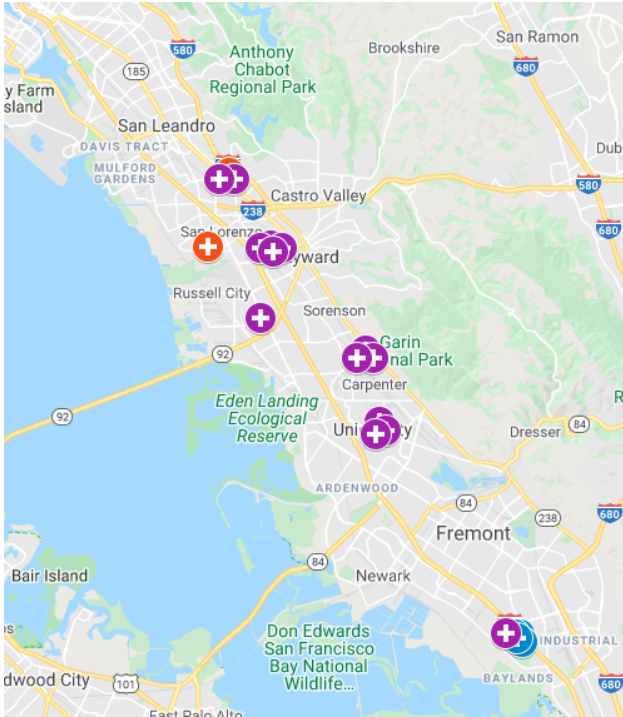 580
Brookshire
San Ramon
Anthony
Chabot
Regional Park
185
680
y Farm
sland
San Leandro
DAVIS TRACT
Dub
MULFORD
GARDENS
580
Castro Valley
238
San Lorenzo
680
yward
Russell City
Sorenson
Garin
nal Park
92
Carpenter
R
Eden Landing
Ecological
Reserve
92
Uni
ty
Dresser
84
ARDENWOOD
84
680
238
Fremont
84
Bair Island
Newark
os
Don Edwards
San Francisco
Bay National
Wildlife...
INDUSTRIAL
dwood City
101
BAYLANDS
680
East Palo Alto